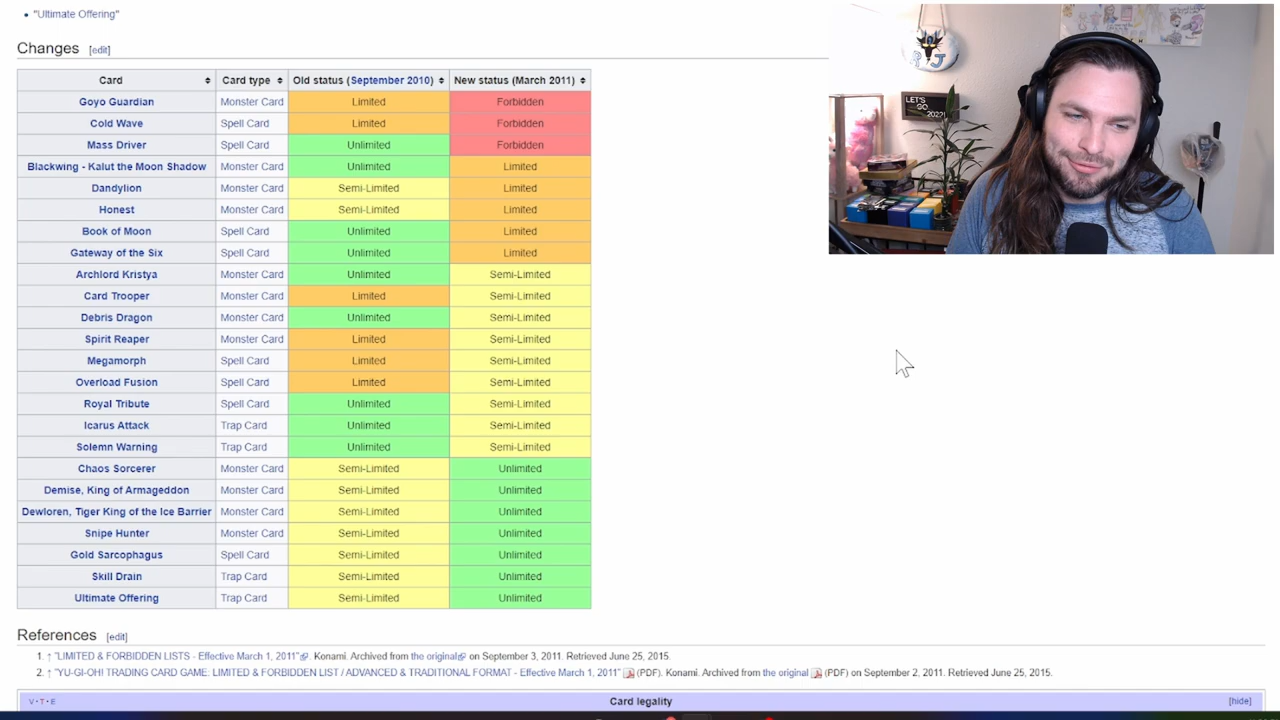 "Ultimate Offering"
Changes [edit]
Card Card type Old status (September 2010) New status (March 2011)
Goyo Guardian Monster Card Limited Forbidden
Cold Wave Spell Card Limited Forbidden
Mass Driver Spell Card Unlimited Forbidden
Blackwing - Kalut the Moon Shadow Monster Card Unlimited Limited
Dandylion Monster Card Semi-Limited Limited
Honest Monster Card Semi-Limited Limited
Book of Moon Spell Card Unlimited Limited
Gateway of the Six Spell Card Unlimited Limited
Archlord Kristya Monster Card Unlimited Semi-Limited
Card Trooper Monster Card Limited Semi-Limited
Debris Dragon Monster Card Unlimited Semi-Limited
Spirit Reaper Monster Card Limited Semi-Limited
Megamorph Spell Card Limited Semi-Limited
Overload Fusion Spell Card Limited Semi-Limited
Royal Tribute Spell Card Unlimited Semi-Limited
Icarus Attack Trap Card Unlimited Semi-Limited
Solemn Warning Trap Card Unlimited Semi-Limited
Chaos Sorcerer Monster Card Semi-Limited Unlimited
Demise, King of Armageddon Monster Card Semi-Limited Unlimited
Dewloren, Tiger King of the Ice Barrier Monster Card Semi-Limited Unlimited
Snipe Hunter Monster Card Semi-Limited Unlimited
Gold Sarcophagus Spell Card Semi-Limited Unlimited
Skill Drain Trap Card Semi-Limited Unlimited
Ultimate Offering Trap Card Semi-Limited Unlimited
References [edit]
1. ↑ "LIMITED & FORBIDDEN LISTS - Effective March 1, 2011". Konami. Archived from the original on September 3, 2011. Retrieved June 25, 2015.
2. ↑ "YU-GI-OH! TRADING CARD GAME: LIMITED & FORBIDDEN LIST / ADVANCED & TRADITIONAL FORMAT - Effective March 1, 2011" (PDF). Konami. Archived from the original (PDF) on September 2, 2011. Retrieved June 25, 2015.
V · T · E Card legality [hide]
R J
LET'S
GO
2022!